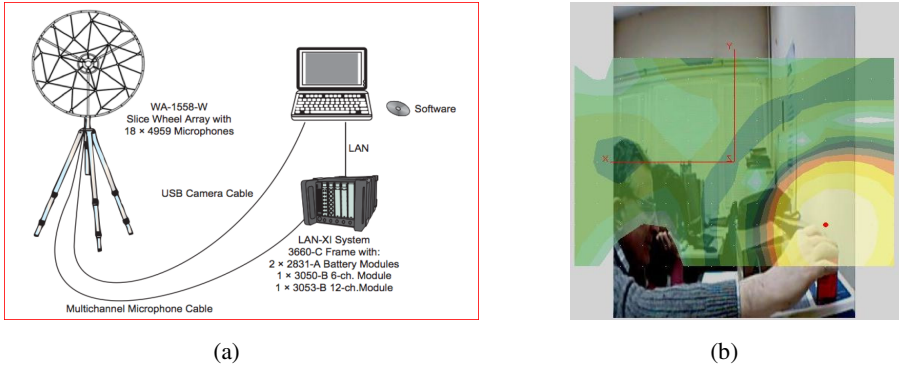 WA-1558-W
Slice Wheel Array with
18 × 4959 Microphones
Software
LAN
USB Camera Cable
LAN-XI System
3660-C Frame with:
2 × 2831-A Battery Modules
1 × 3050-B 6-ch. Module
1 × 3053-B 12-ch.Module
Multichannel Microphone Cable
(a)
Y
X
Z
(b)